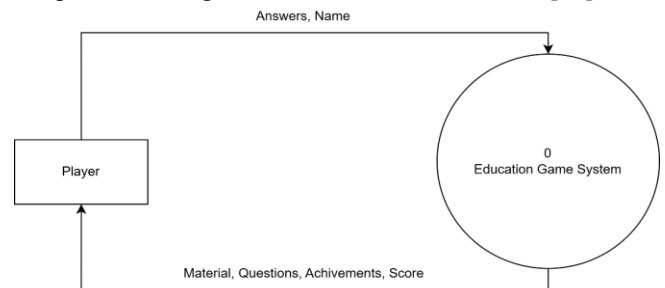 Answers, Name
Player
0
Education Game System
Material, Questions, Achivements, Score